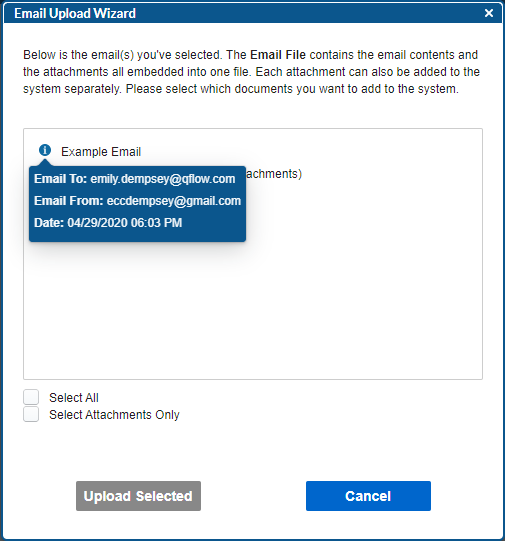 Email Upload Wizard ×
Below is the email(s) you've selected. The Email File contains the email contents and
the attachments all embedded into one file. Each attachment can also be added to the
system separately. Please select which documents you want to add to the system.
Example Email
achments)
Email To: emily.dempsey@qflow.com
Email From: eccdempsey@gmail.com
Date: 04/29/2020 06:03 PM
Select All
Select Attachments Only
Upload Selected
Cancel